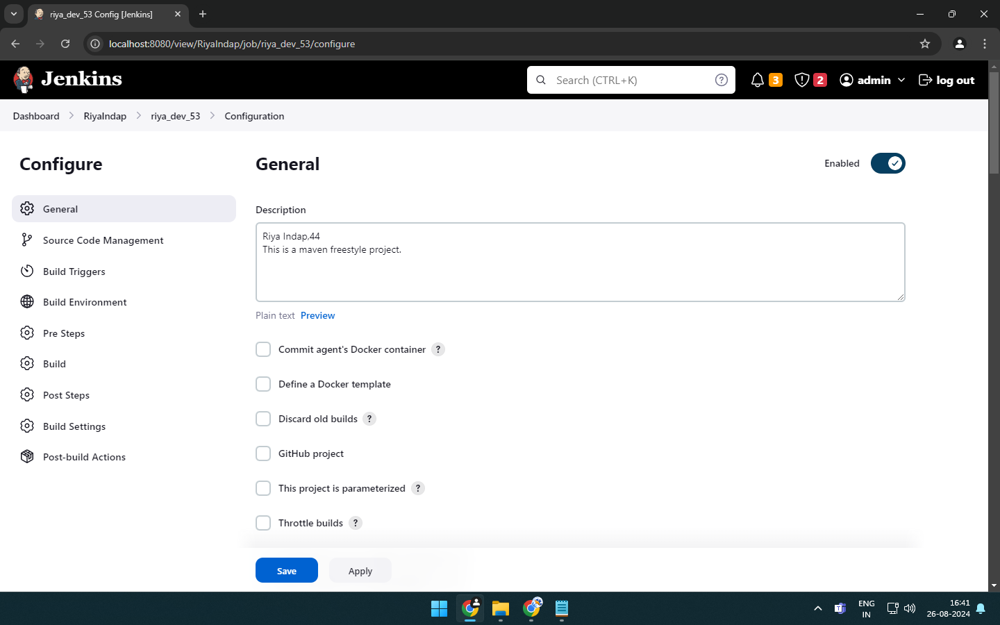 riya_dev_53 Config [Jenkins]
localhost:8080/view/RiyaIndap/job/riya_dev_53/configure
Jenkins
Search (CTRL+K)
?
3
2
admin
log out
Dashboard
RiyaIndap
riya_dev_53
Configuration
Configure
General
Source Code Management
Build Triggers
Build Environment
Pre Steps
Build
Post Steps
Build Settings
Post-build Actions
General
Enabled
Description
Riya Indap,44
This is a maven freestyle project.
Plain text Preview
Commit agent's Docker container ?
Define a Docker template
Discard old builds ?
GitHub project
This project is parameterized ?
Throttle builds ?
Save
Apply
ENG
IN
16:41
26-08-2024